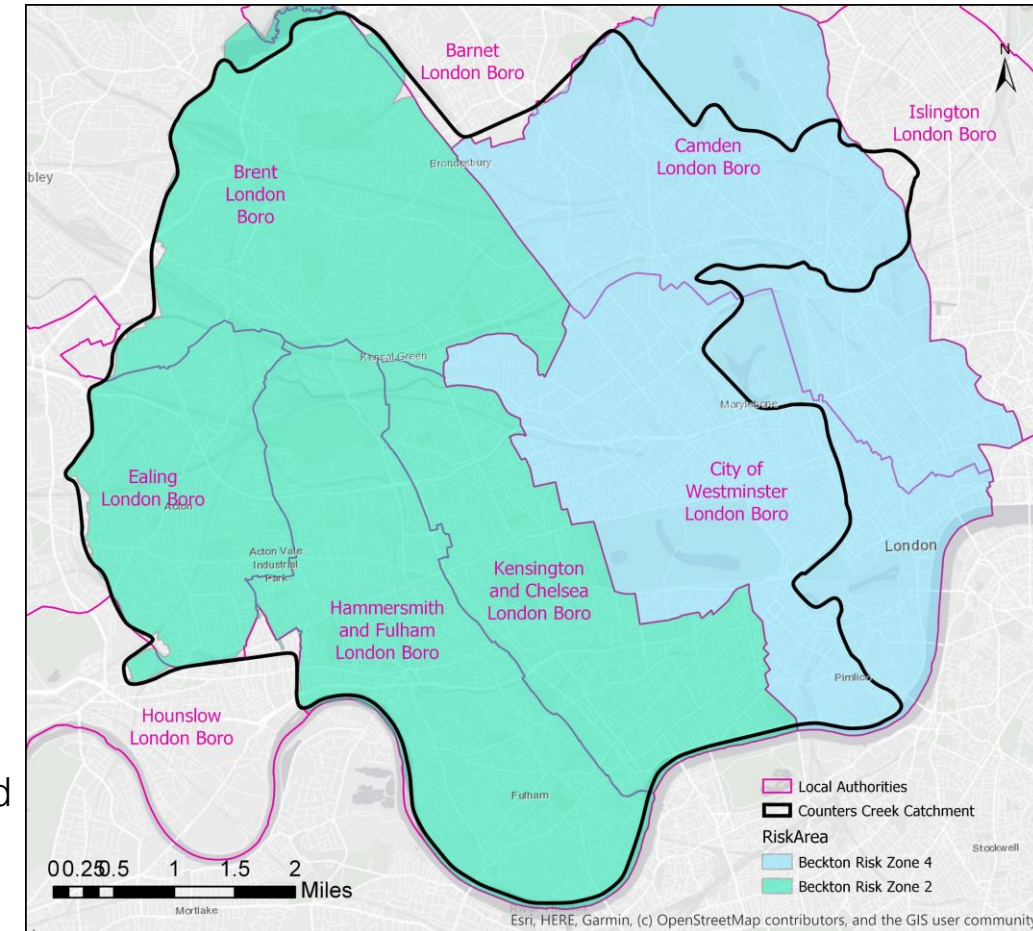 N
Barnet
London Boro
Islington
London Boro
Camden
London Boro
Brondesbury
Brent
London
Boro
bley
Kensal Green
Marylebone
Ealing
London Boro
Acton
City of
Westminster
London Boro
London
Acton Vale
Industrial
Park
Kensington
and Chelsea
London Boro
Hammersmith
and Fulham
London Boro
Pimlico
Hounslow
London Boro
d
Fulham
Local Authorities
Counters Creek Catchment
RiskArea
Beckton Risk Zone 4
Beckton Risk Zone 2
Stockwell
0 0.25 0.5 1 1.5 2
Miles
Mortlake
Esri, HERE, Garmin, (c) OpenStreetMap contributors, and the GIS user community